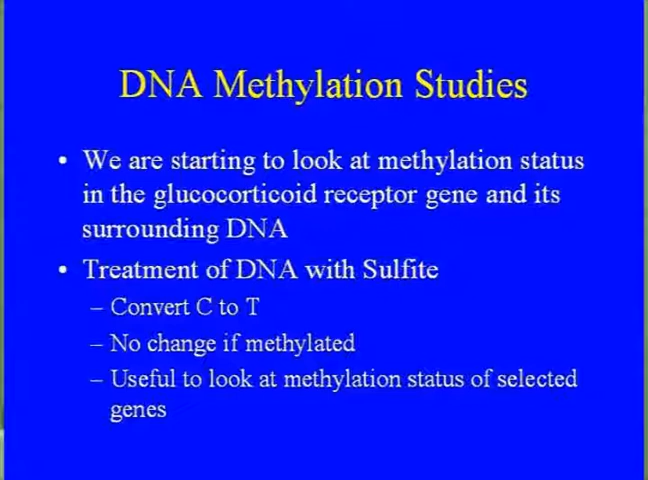 DNA Methylation Studies
• We are starting to look at methylation status
in the glucocorticoid receptor gene and its
surrounding DNA
• Treatment of DNA with Sulfite
– Convert C to T
– No change if methylated
– Useful to look at methylation status of selected
genes